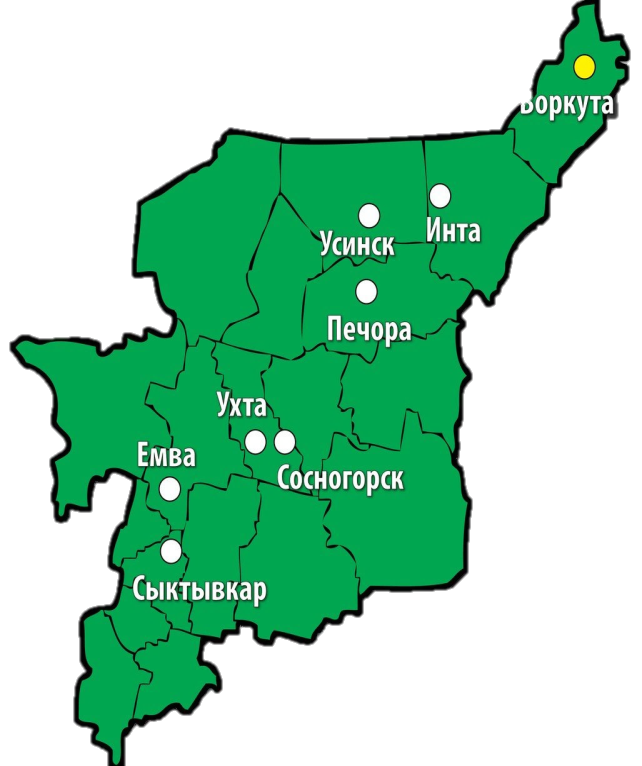 Воркута
Усинск
Инта
Печора
Ухта
Сосногорск
Емва
Сыктывкар